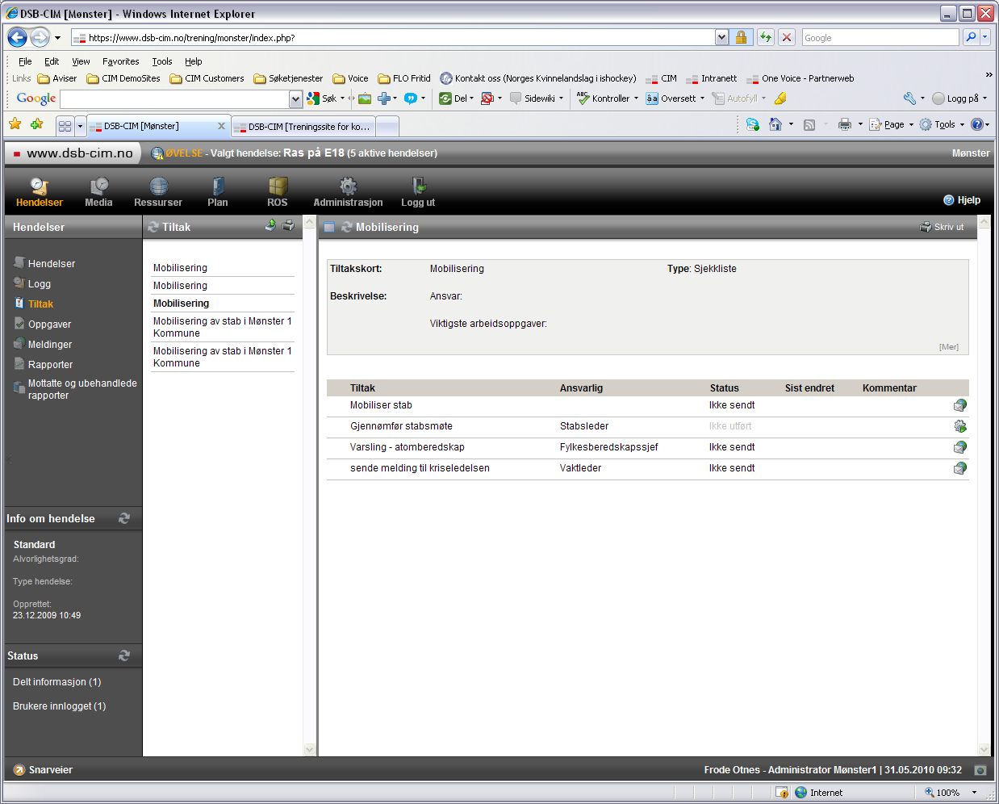 DSB-CIM [Mønster] - Windows Internet Explorer
https://www.dsb-cim.no/trening/monster/index.php?
Google
File Edit View Favorites Tools Help
Links Aviser CIM DemoSites CIM Customers Søketjenester Voice FLO Fritid Kontakt oss (Norges Kvinnelandslag i ishockey) CIM Intranett One Voice - Partnerweb »
Google Søk Del Sidewiki ABC Kontroller âa Oversett Autofyll Logg på
DSB-CIM [Mønster] X DSB-CIM [Treningssite for ko... Page Tools
www.dsb-cim.no ØVELSE - Valgt hendelse: Ras på E18 (5 aktive hendelser) Mønster
Hendelser Media Ressurser Plan ROS Administrasjon Logg ut Hjelp
Hendelser
Hendelser
Logg
Tiltak
Oppgaver
Meldinger
Rapporter
Mottatte og ubehandlede
rapporter
Info om hendelse
Standard
Alvorlighetsgrad:
Type hendelse:
Opprettet:
23.12.2009 10:49
Status
Delt informasjon (1)
Brukere innlogget (1)
Tiltak
Mobilisering
Mobilisering
Mobilisering
Mobilisering av stab i Mønster 1
Kommune
Mobilisering av stab i Mønster 1
Kommune
Mobilisering Skriv ut
Tiltakskort: Mobilisering Type: Sjekkliste
Beskrivelse: Ansvar:
Viktigste arbeidsoppgaver:
[Mer]
Tiltak Ansvarlig Status Sist endret Kommentar
Mobiliser stab Ikke sendt
Gjennomfør stabsmøte Stabsleder Ikke utført
Varsling - atomberedskap Fylkesberedskapssjef Ikke sendt
sende melding til kriseledelsen Vaktleder Ikke sendt
Snarveier Frode Otnes - Administrator Mønster1 | 31.05.2010 09:32
Internet 100%